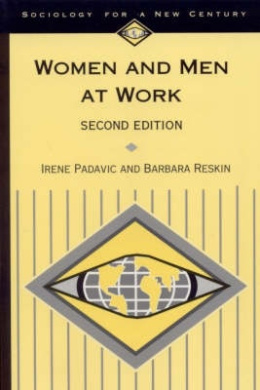 SOCIOLOGY FOR A NEW CENTURY
WOMEN AND MEN
AT WORK
SECOND EDITION
IRENE PADAVIC AND BARBARA RESKIN